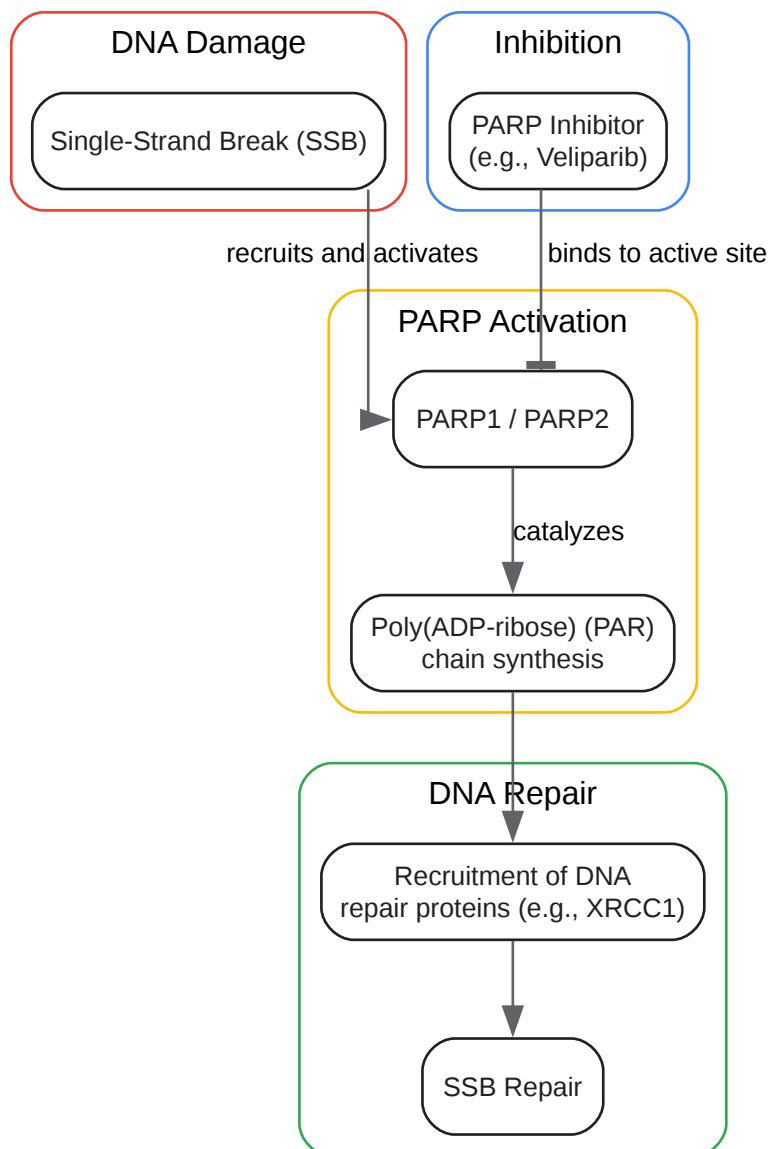 DNA Damage
Single-Strand Break (SSB)
Inhibition
PARP Inhibitor
(e.g., Veliparib)
recruits and activates
binds to active site
PARP Activation
PARP1 / PARP2
catalyzes
Poly(ADP-ribose) (PAR)
chain synthesis
DNA Repair
Recruitment of DNA
repair proteins (e.g., XRCC1)
SSB Repair